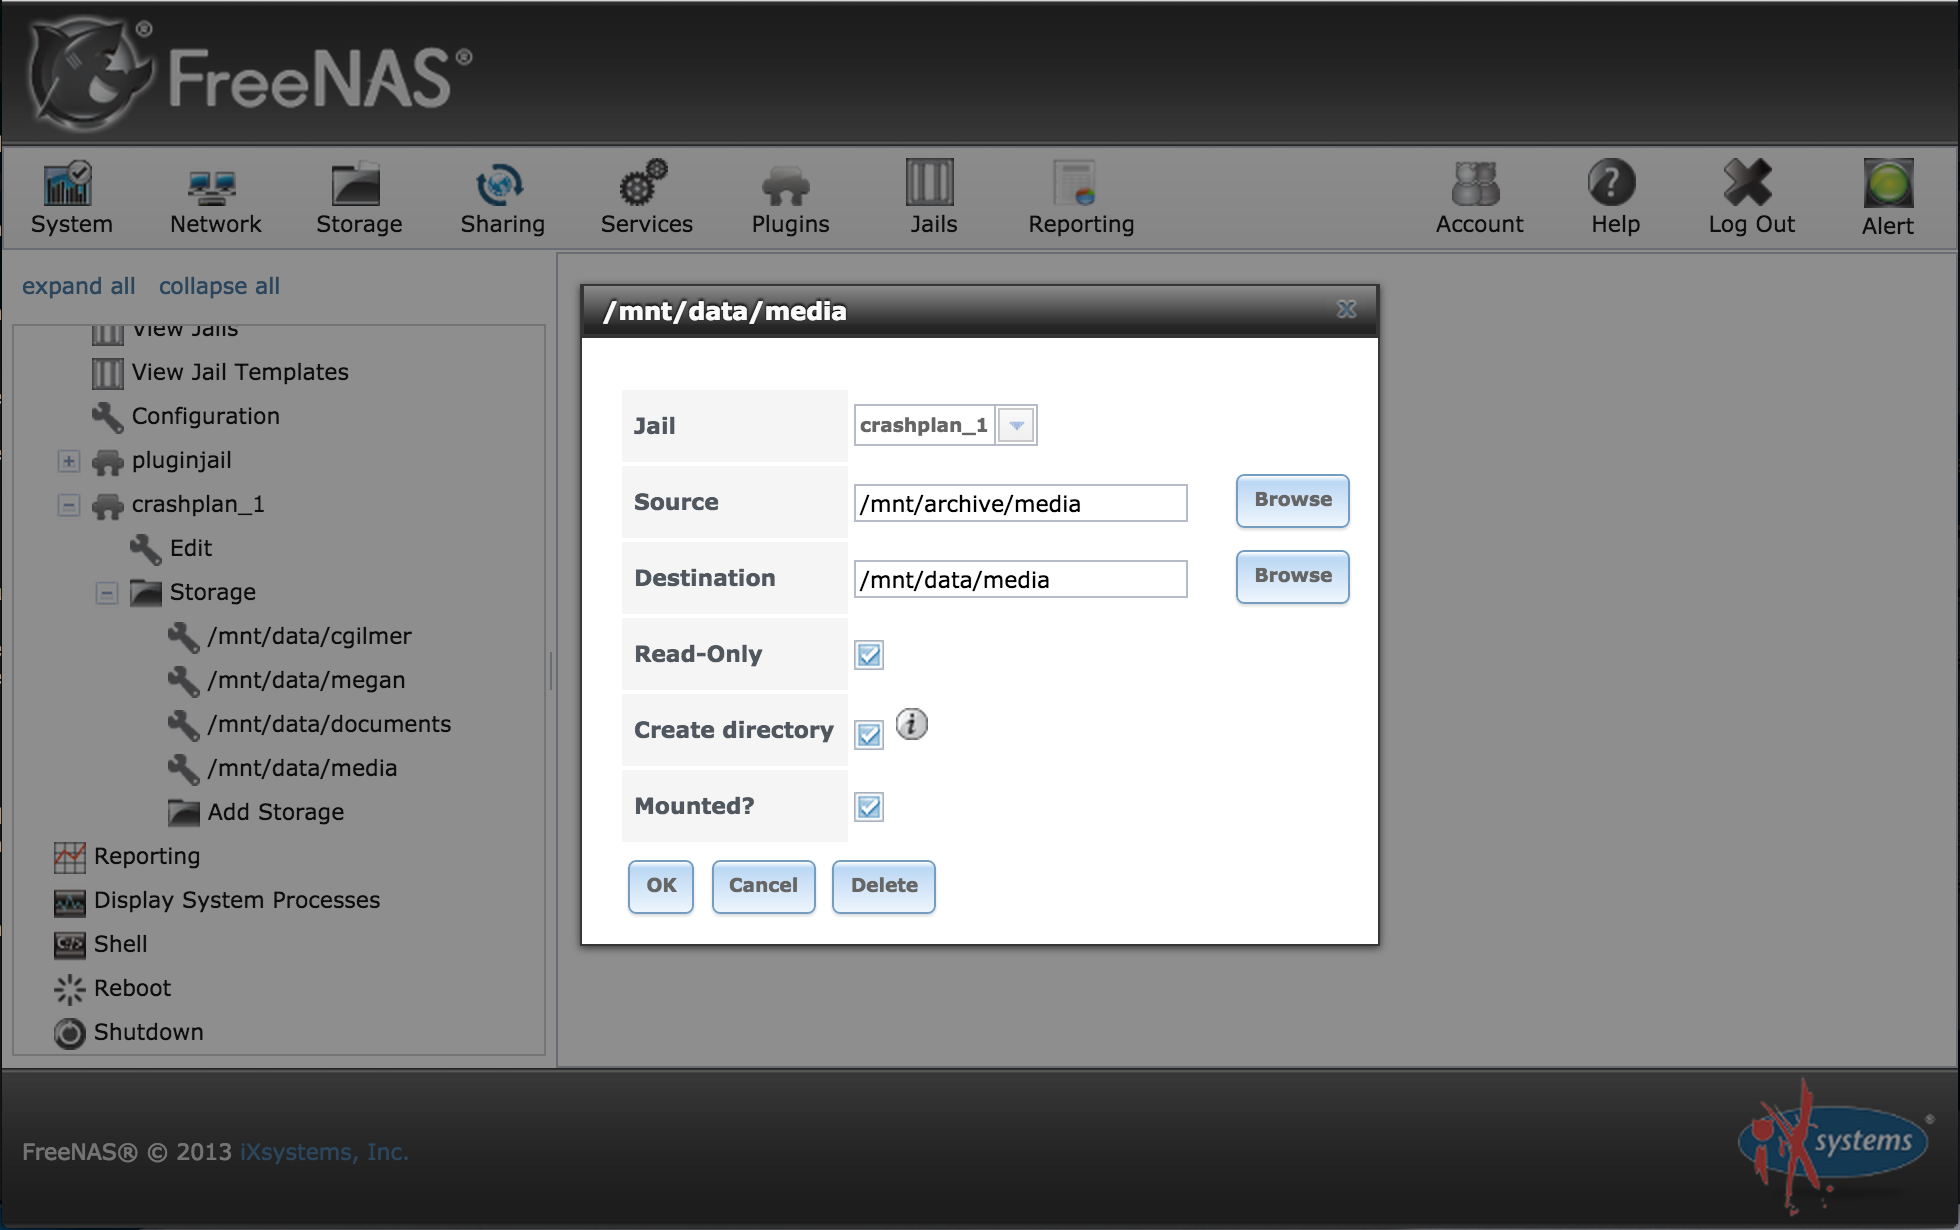 FreeNAS®
System
Network
Storage
Sharing
Services
Plugins
Jails
Reporting
Account
Help
Log Out
Alert
expand all collapse all
View Jails
View Jail Templates
Configuration
pluginjail
crashplan_1
Edit
Storage
/mnt/data/cgilmer
/mnt/data/megan
/mnt/data/documents
/mnt/data/media
Add Storage
Reporting
Display System Processes
Shell
Reboot
Shutdown
/mnt/data/media
Jail crashplan_1
Source /mnt/archive/media Browse
Destination /mnt/data/media Browse
Read-Only
Create directory
Mounted?
OK Cancel Delete
FreeNAS® © 2013 iXsystems, Inc.
iXsystems®